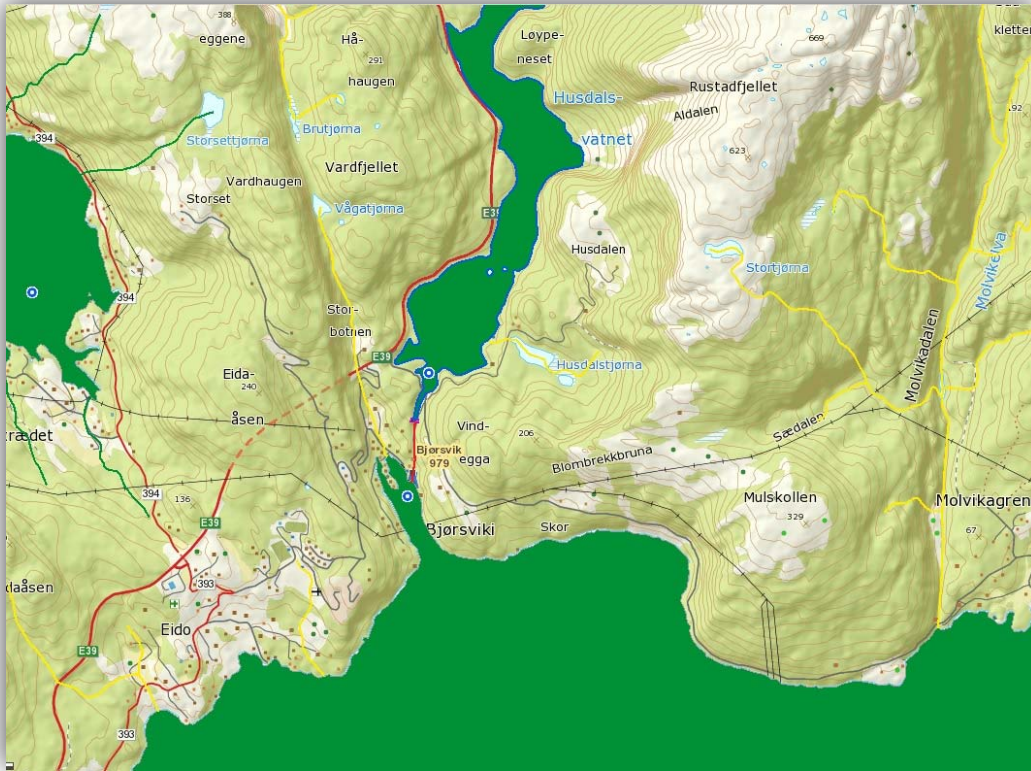 388
eggene
Hå-
291
haugen
Løype-
neset
Husdals-
vatnet
669
Rustadfjellet
Aldalen
623
kletten
394
Storsettjørna
Brutjørna
Vardfjellet
Vardhaugen
Storset
Vågatjørna
E39
Husdalen
Stortjørna
Molvikelva
394
Stor-
botnen
E39
Husdalstjørna
Molvikadalen
Eida-
240
åsen
Vind-
206
egga
Sædalen
Blombrekkbruna
Bjørsvik
979
394
136
E39
Mulskollen
329
Molvikagren
67
Bjørsviki
Skor
393
Eido
E39
393